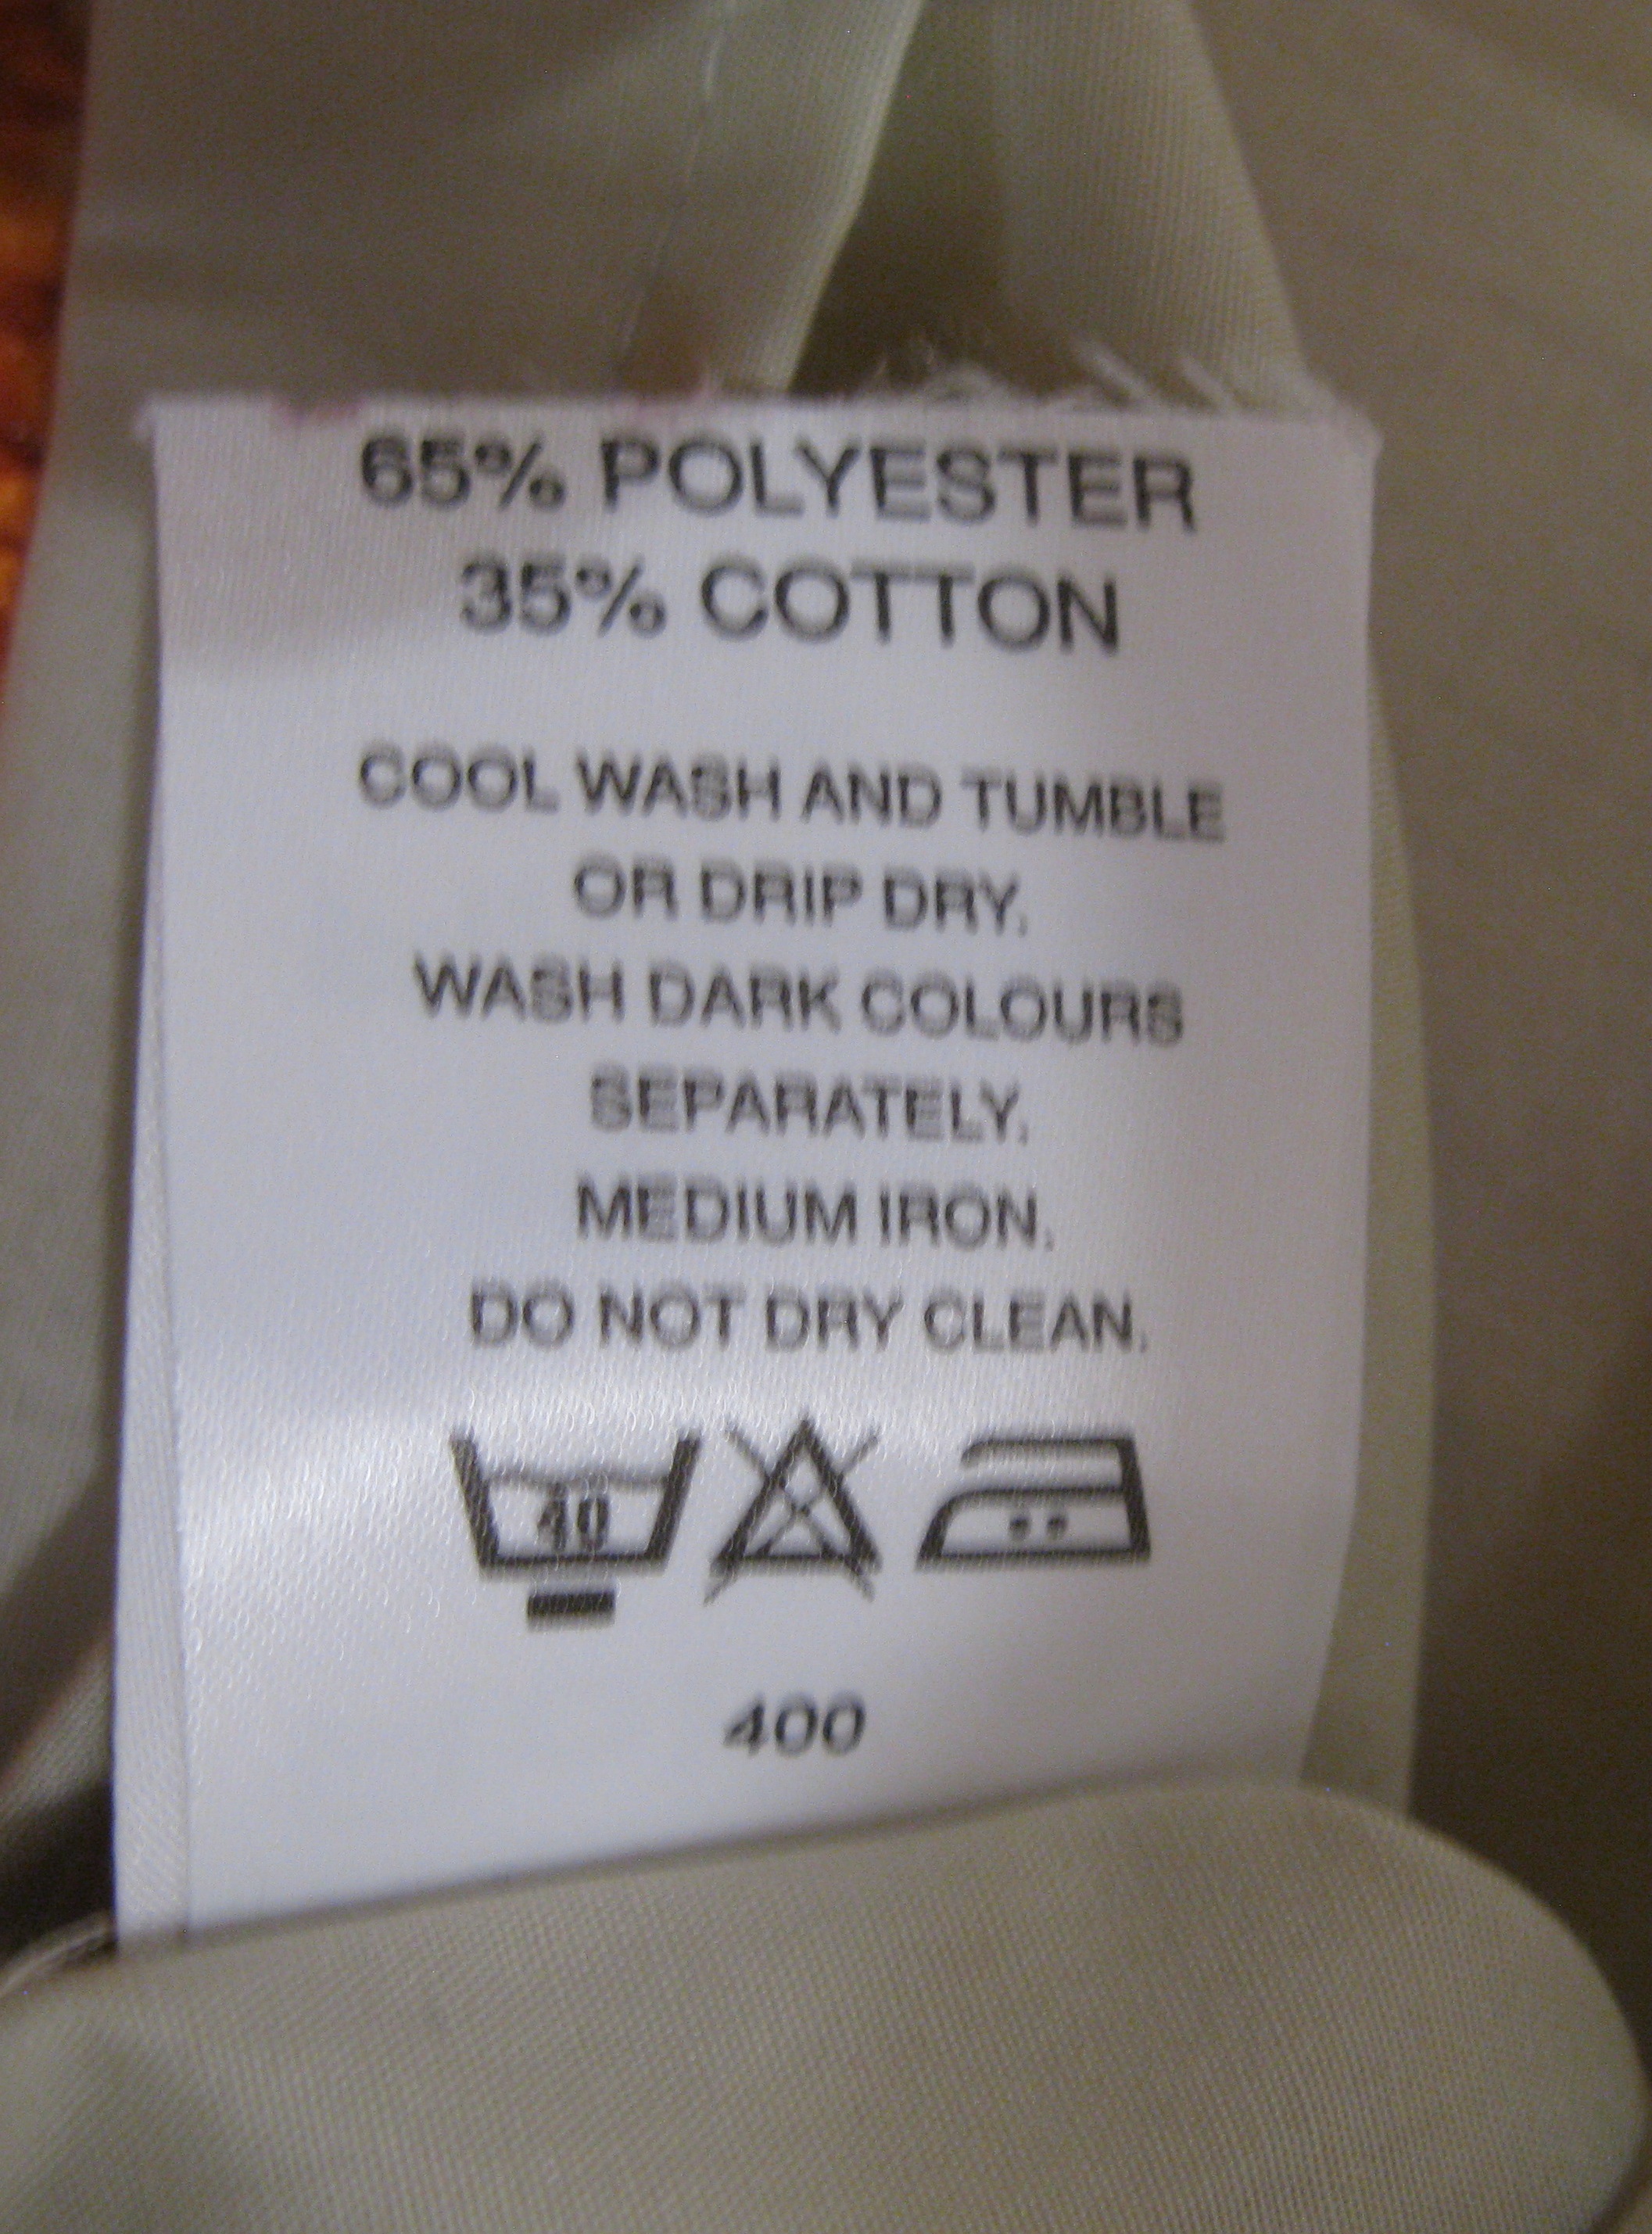 65% POLYESTER
35% COTTON
COOL WASH AND TUMBLE
OR DRIP DRY.
WASH DARK COLOURS
SEPARATELY.
MEDIUM IRON.
DO NOT DRY CLEAN.
40
400